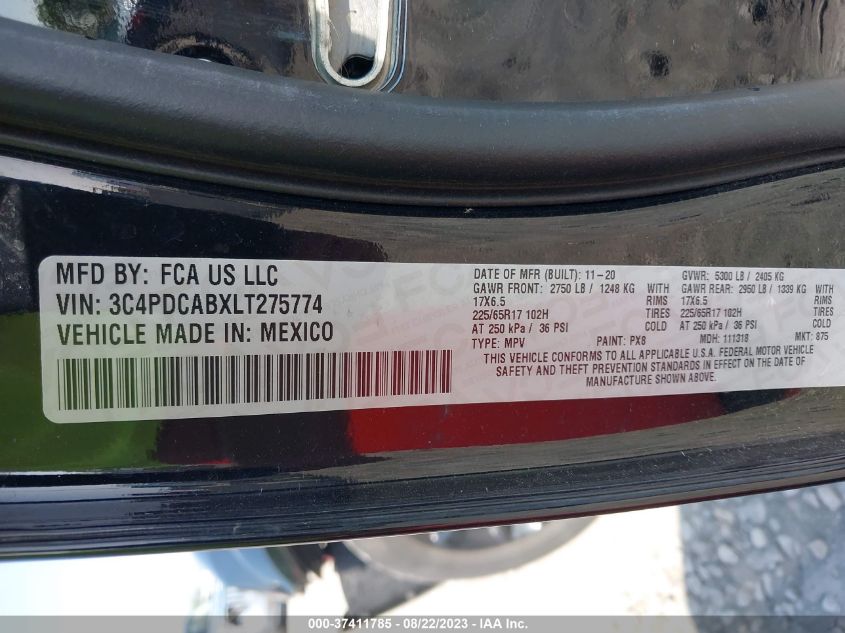 MFD BY: FCA US LLC
VIN: 3C4PDCABXLT275774
VEHICLE MADE IN: MEXICO
DATE OF MFR (BUILT): 11-20 GVWR: 5300 LB / 2405 KG
GAWR FRONT: 2750 LB / 1248 KG WITH GAWR REAR: 2950 LB / 1339 KG WITH
17X6.5 RIMS 17X6.5 RIMS
225/65R17 102H TIRES 225/65R17 102H TIRES
AT 250 kPa / 36 PSI COLD AT 250 kPa / 36 PSI COLD
TYPE: MPV PAINT: PX8 MDH: 111318 MKT: 875
THIS VEHICLE CONFORMS TO ALL APPLICABLE U.S.A. FEDERAL MOTOR VEHICLE
SAFETY AND THEFT PREVENTION STANDARDS IN EFFECT ON THE DATE OF
MANUFACTURE SHOWN ABOVE.
000-37411785 - 08/22/2023 - IAA Inc.